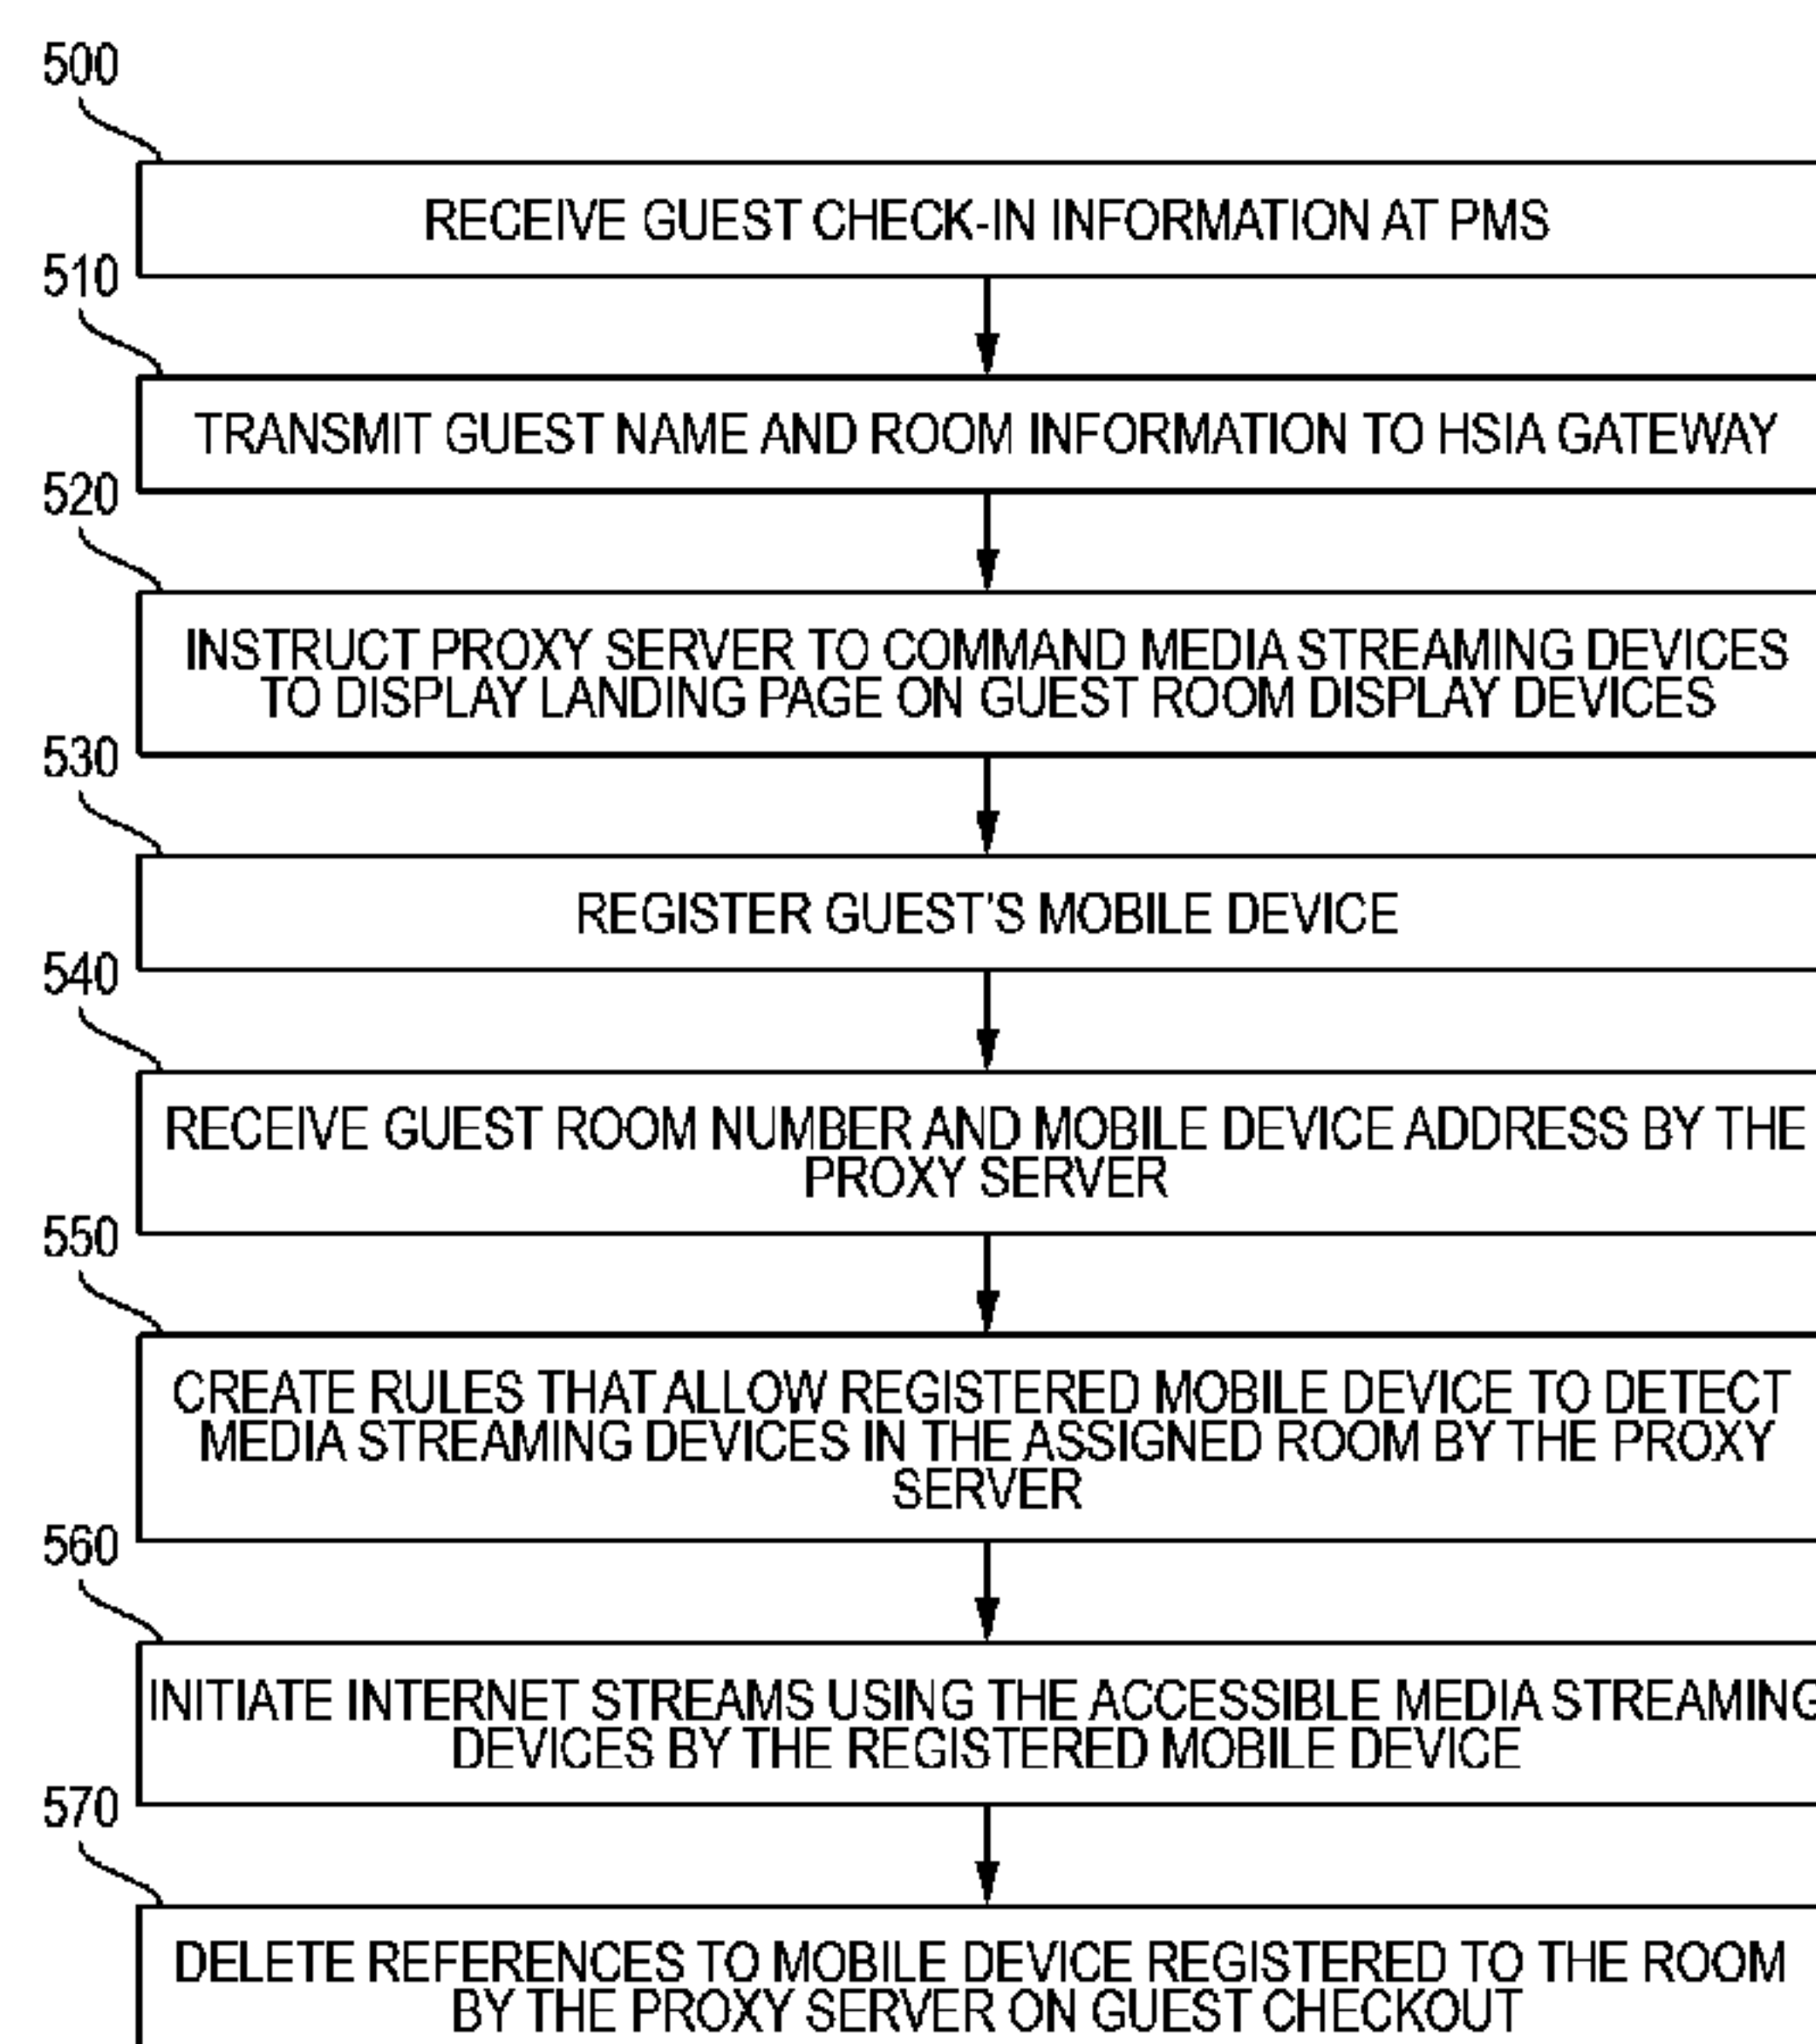 500
RECEIVE GUEST CHECK-IN INFORMATION AT PMS
510
TRANSMIT GUEST NAME AND ROOM INFORMATION TO HSIA GATEWAY
520
INSTRUCT PROXY SERVER TO COMMAND MEDIA STREAMING DEVICES
TO DISPLAY LANDING PAGE ON GUEST ROOM DISPLAY DEVICES
530
REGISTER GUEST'S MOBILE DEVICE
540
RECEIVE GUEST ROOM NUMBER AND MOBILE DEVICE ADDRESS BY THE
PROXY SERVER
550
CREATE RULES THAT ALLOW REGISTERED MOBILE DEVICE TO DETECT
MEDIA STREAMING DEVICES IN THE ASSIGNED ROOM BY THE PROXY
SERVER
560
INITIATE INTERNET STREAMS USING THE ACCESSIBLE MEDIA STREAMING
DEVICES BY THE REGISTERED MOBILE DEVICE
570
DELETE REFERENCES TO MOBILE DEVICE REGISTERED TO THE ROOM
BY THE PROXY SERVER ON GUEST CHECKOUT